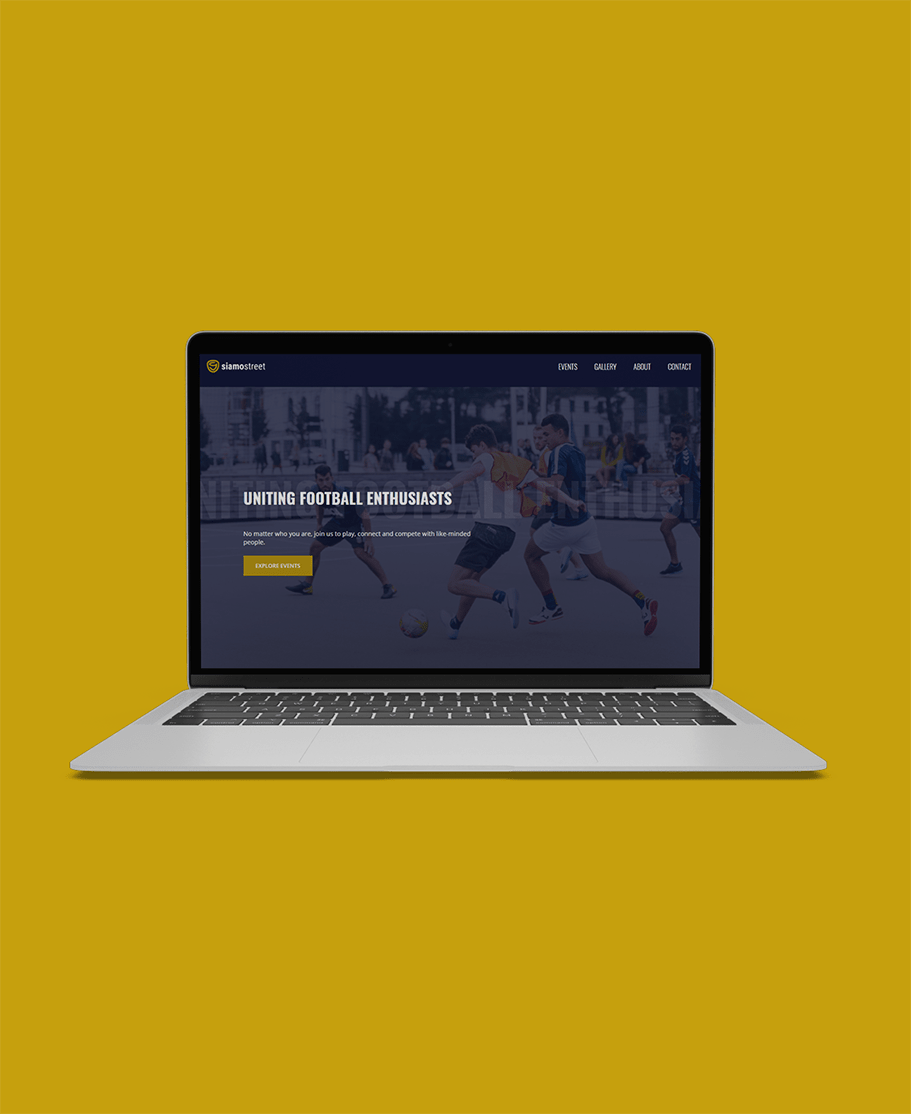 siamostreet
EVENTS GALLERY ABOUT CONTACT
UNITING FOOTBALL ENTHUSIASTS
No matter who you are, join us to play, connect and compete with like-minded
people.
EXPLORE EVENTS